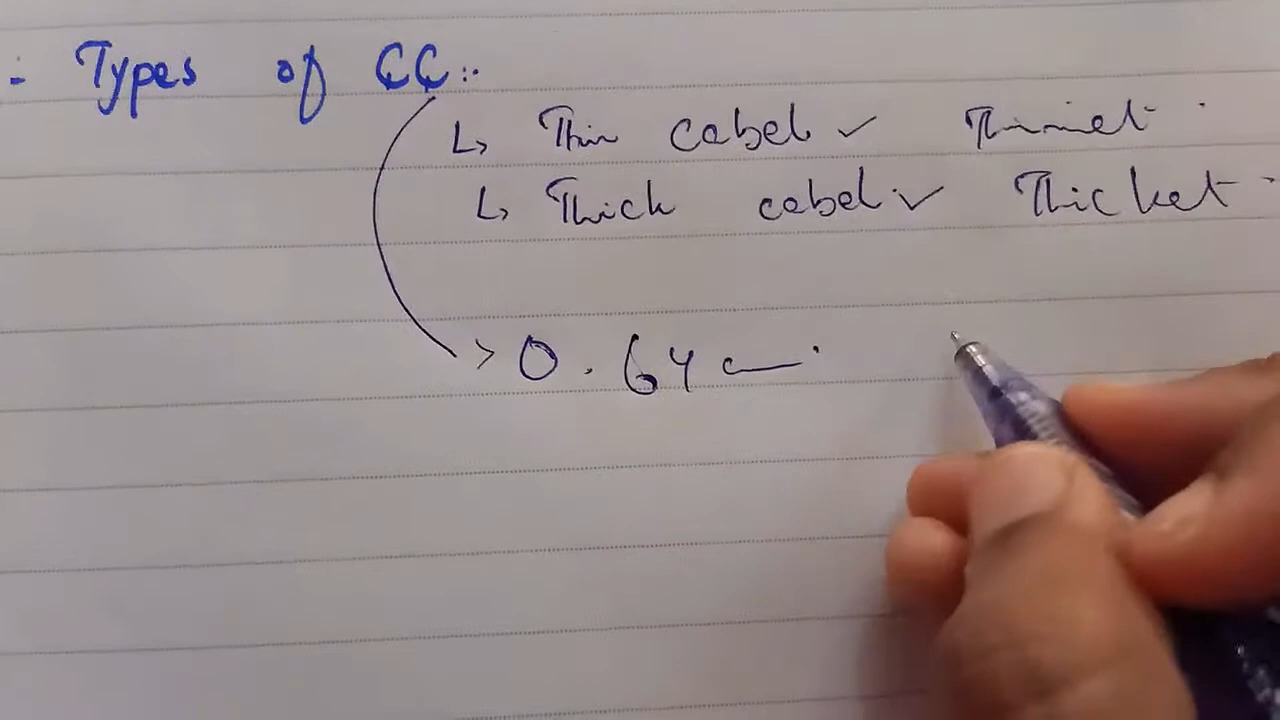 - Types of CC :-
↳ Thin cabel ✓ Thinnet .
↳ Thick cabel ✓ Thicket .
> 0.64 cm .